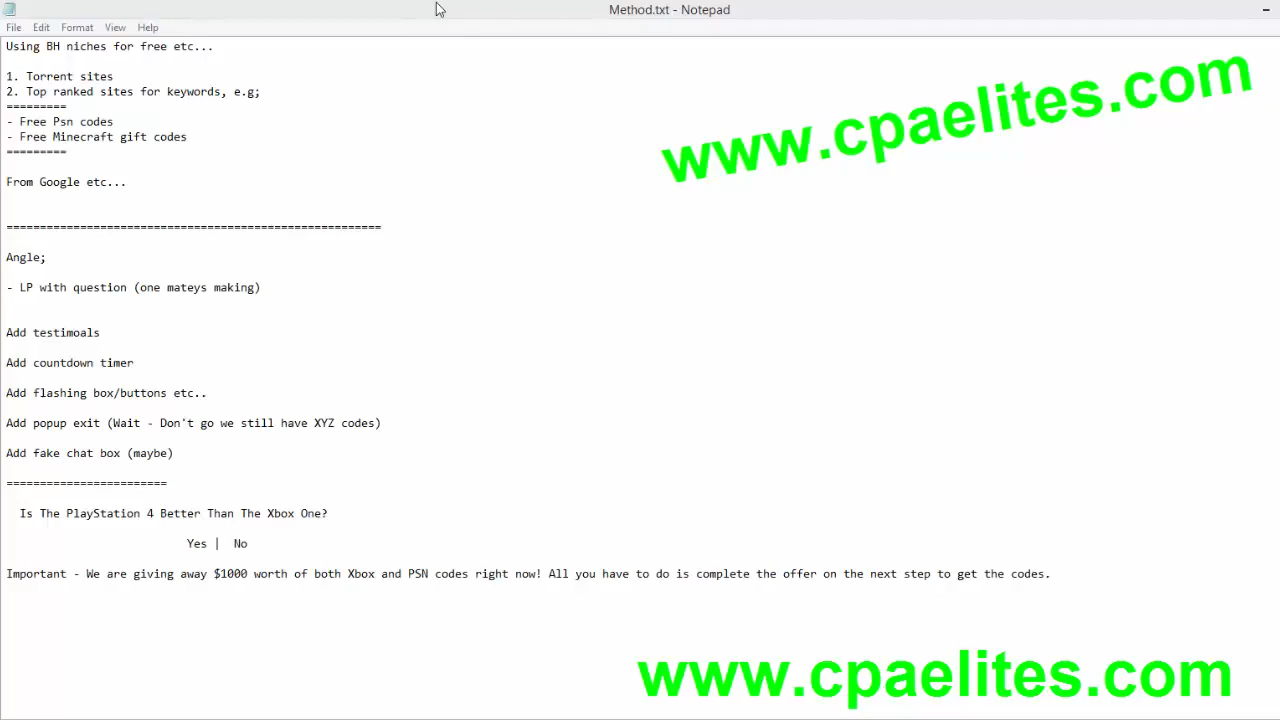 Method.txt - Notepad
File Edit Format View Help
Using BH niches for free etc...
1. Torrent sites
2. Top ranked sites for keywords, e.g;
=========
- Free Psn codes
- Free Minecraft gift codes
=========
www.cpaelites.com
From Google etc...
========================================================
Angle;
- LP with question (one mateys making)
Add testimoals
Add countdown timer
Add flashing box/buttons etc..
Add popup exit (Wait - Don't go we still have XYZ codes)
Add fake chat box (maybe)
========================
Is The PlayStation 4 Better Than The Xbox One?
Yes | No
Important - We are giving away $1000 worth of both Xbox and PSN codes right now! All you have to do is complete the offer on the next step to get the codes.
www.cpaelites.com